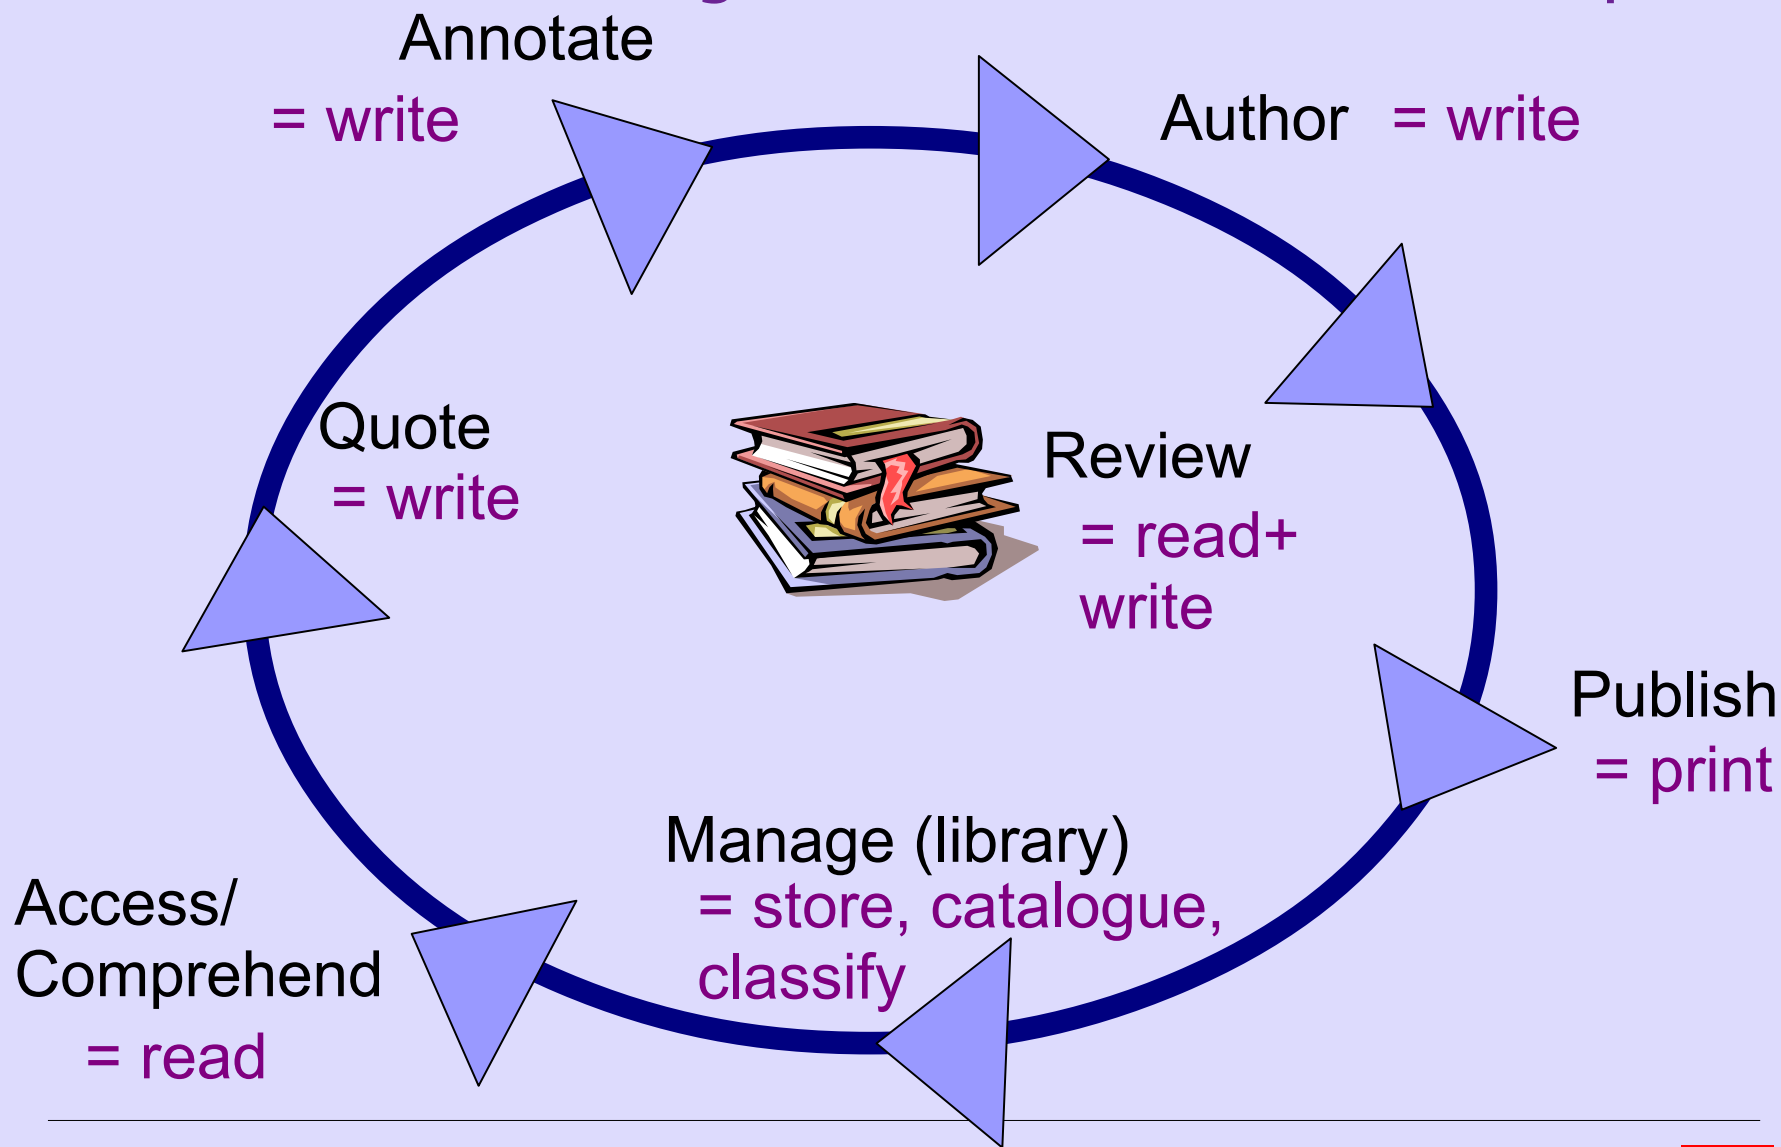 Annotate
= write
Author = write
Quote
= write
Review
= read+
write
Publish
= print
Manage (library)
= store, catalogue,
classify
Access/
Comprehend
= read